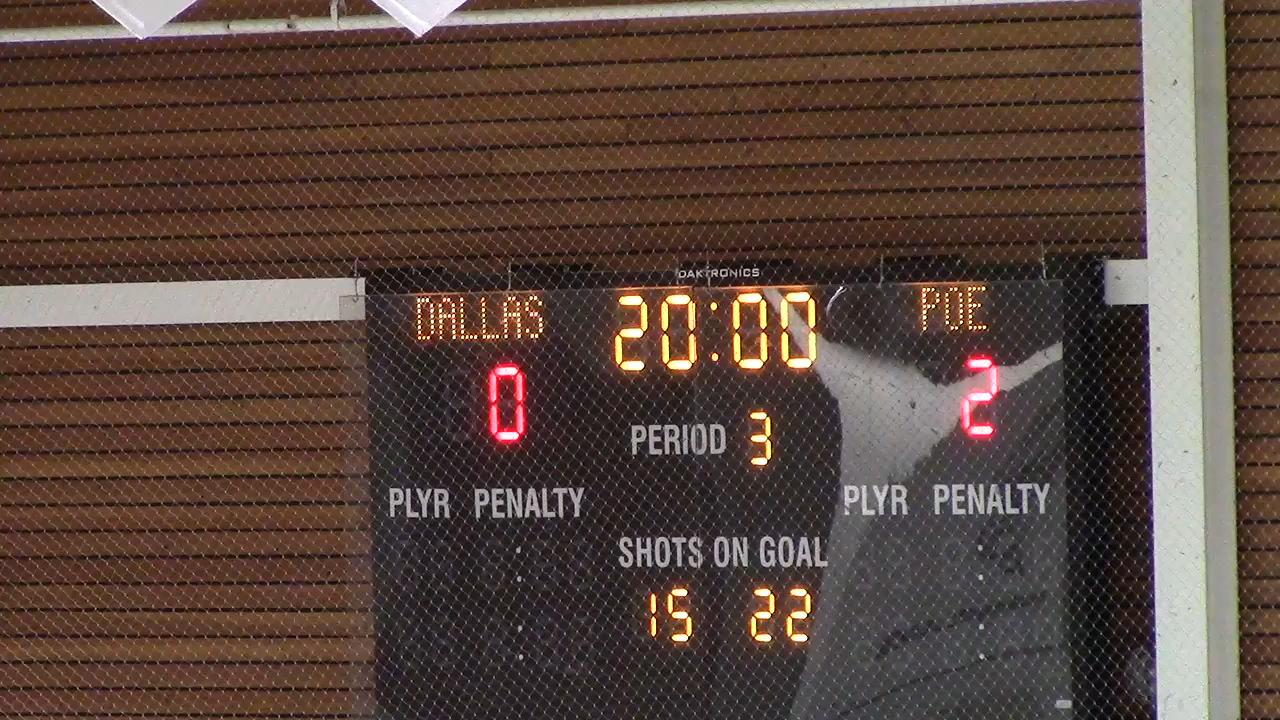 DAKTRONICS
DALLAS 20:00 POE
0 2
PERIOD 3
PLYR PENALTY PLYR PENALTY
SHOTS ON GOAL
15 22